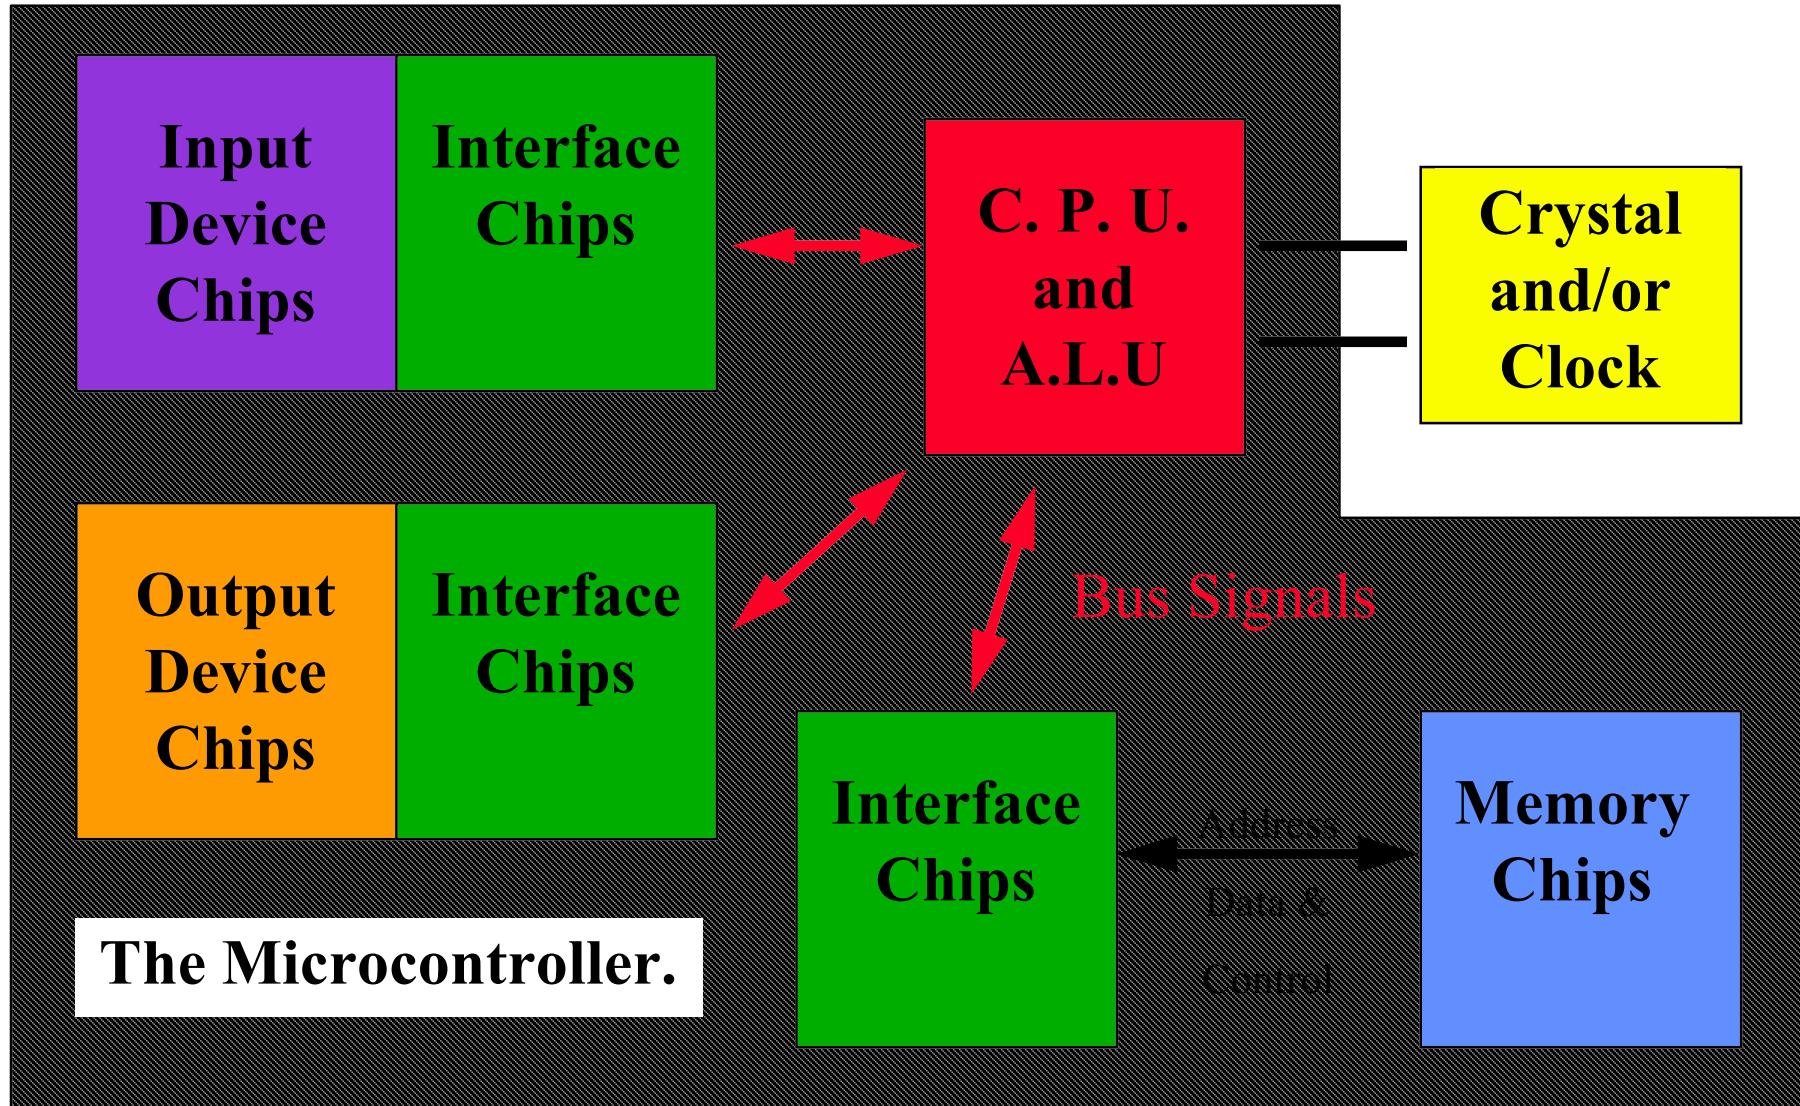 Input
Device
Chips
Interface
Chips
C. P. U.
and
A.L.U
Crystal
and/or
Clock
Output
Device
Chips
Interface
Chips
Bus Signals
Interface
Chips
Address
Data &
Control
Memory
Chips
The Microcontroller.